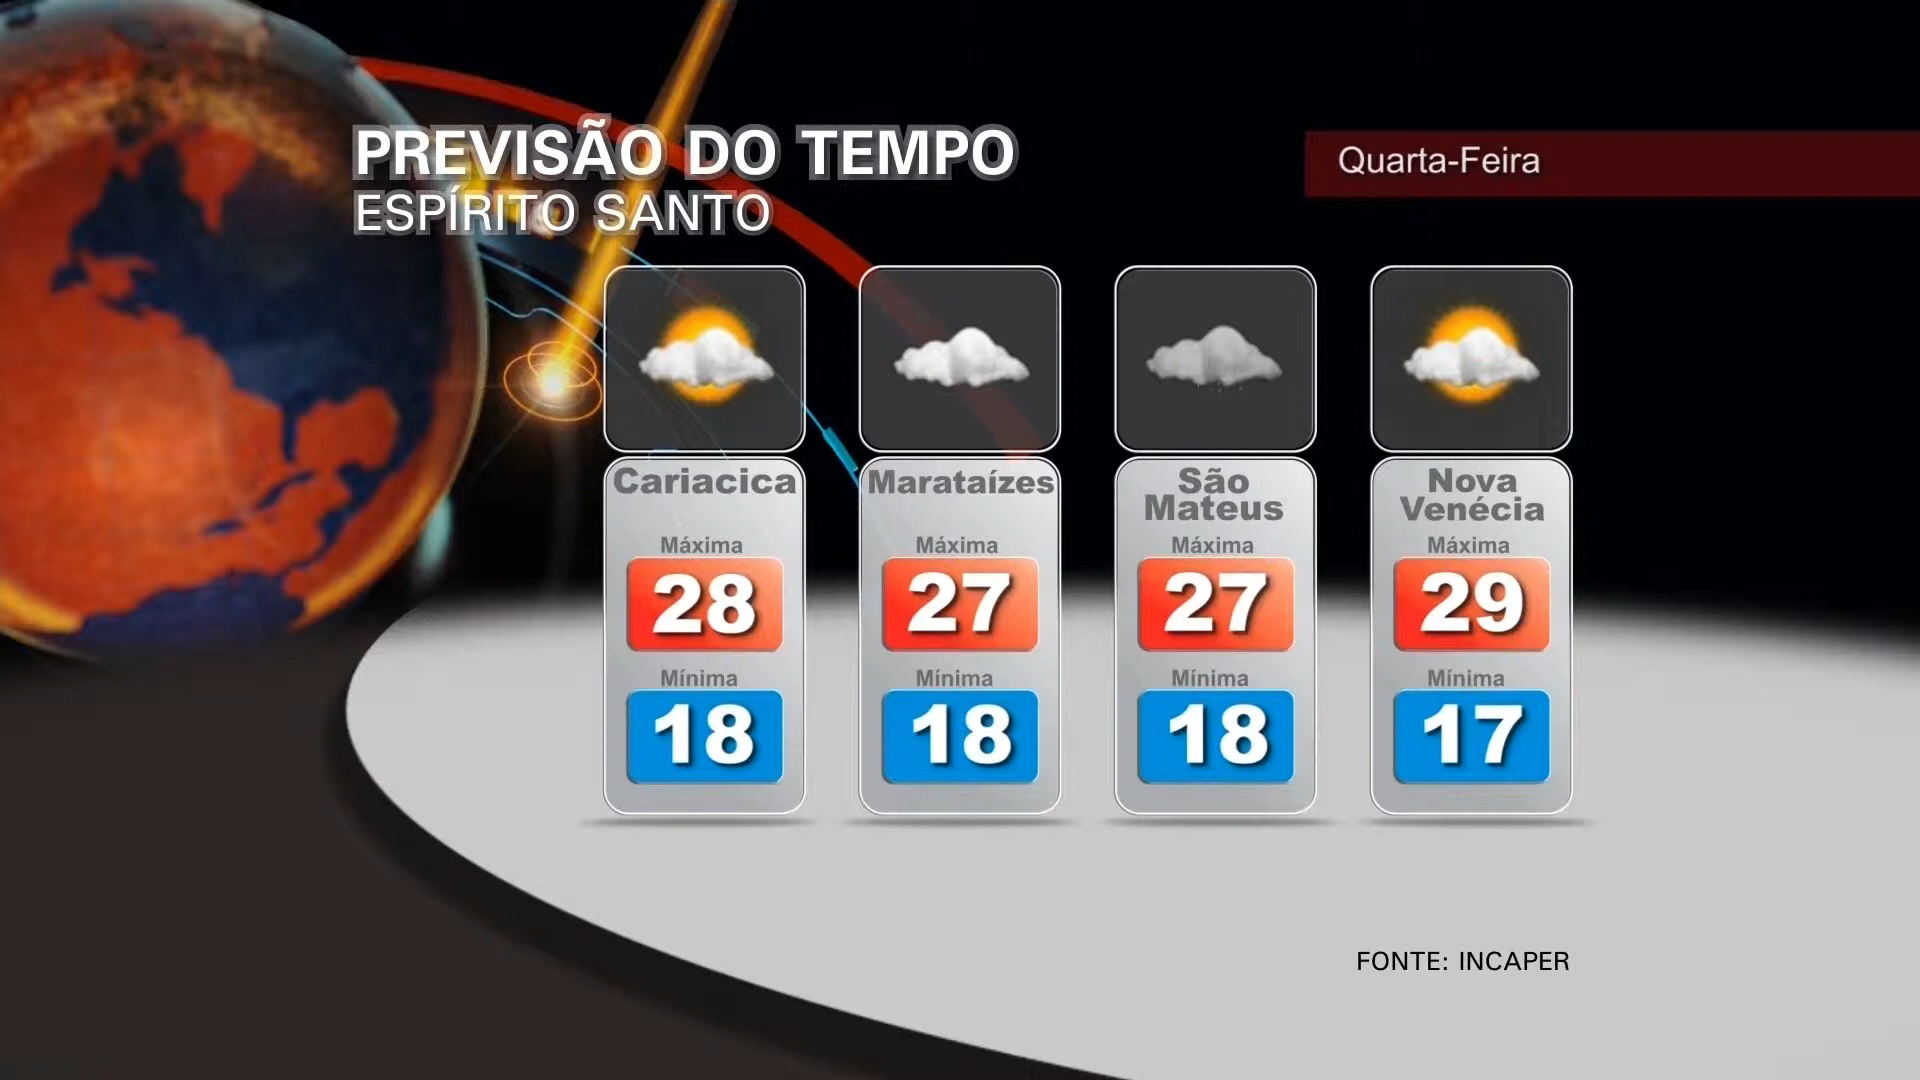 PREVISÃO DO TEMPO
ESPÍRITO SANTO
Quarta-Feira
Cariacica
Máxima
28
Mínima
18
Marataízes
Máxima
27
Mínima
18
São
Mateus
Máxima
27
Mínima
18
Nova
Venécia
Máxima
29
Mínima
17
FONTE: INCAPER